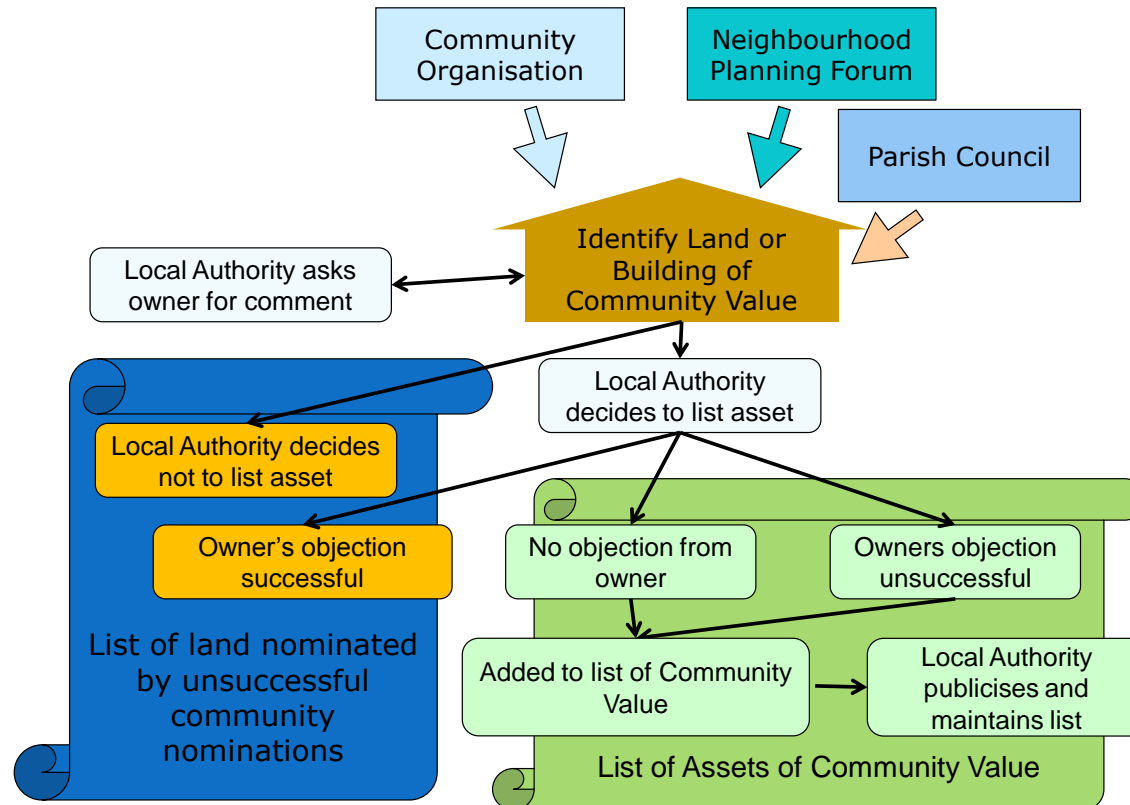 Community
Organisation
Neighbourhood
Planning Forum
Parish Council
Identify Land or
Building of
Community Value
Local Authority asks
owner for comment
Local Authority
decides to list asset
Local Authority decides
not to list asset
Owner’s objection
successful
No objection from
owner
Owners objection
unsuccessful
List of land nominated
by unsuccessful
community
nominations
Added to list of Community
Value
Local Authority
publicises and
maintains list
List of Assets of Community Value